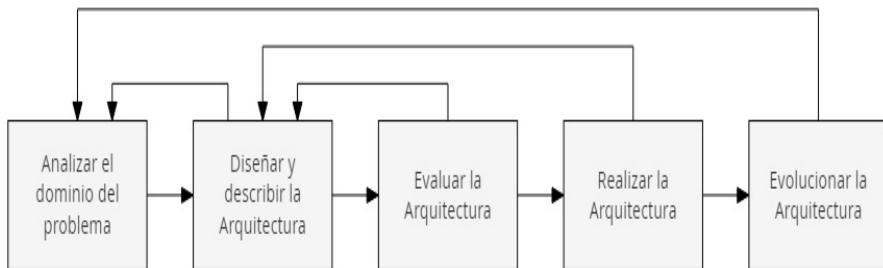 Analizar el
dominio del
problema
Diseñar y
describir la
Arquitectura
Evaluar la
Arquitectura
Realizar la
Arquitectura
Evolucionar la
Arquitectura